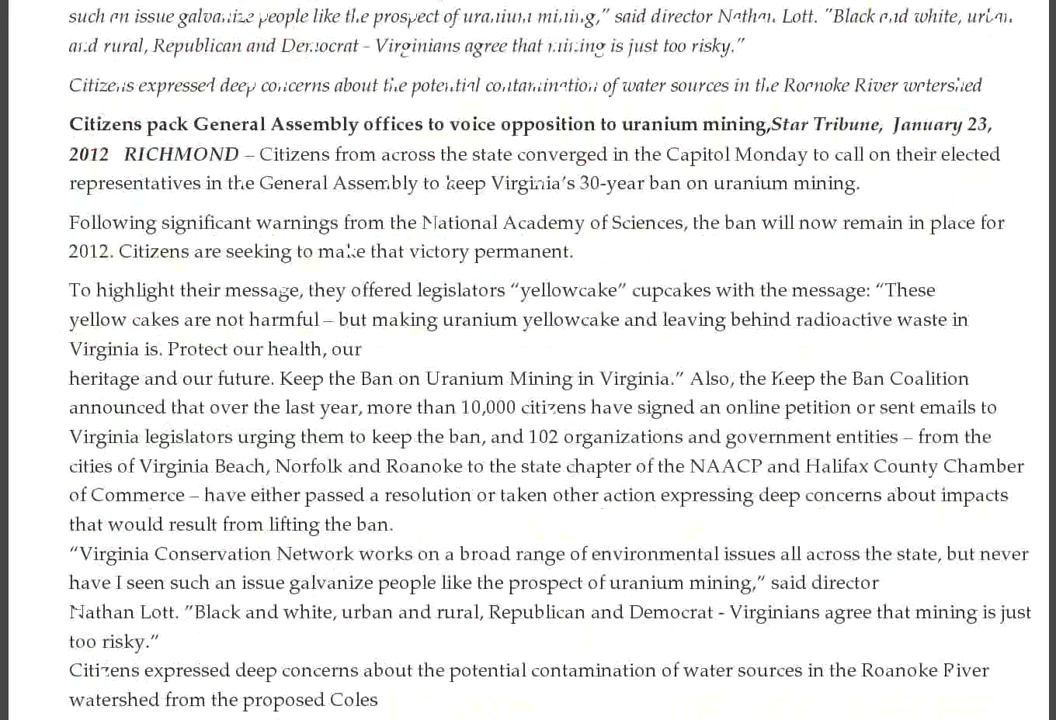 such an issue galvanize people like the prospect of uranium mining,” said director Nathan Lott. ”Black and white, urban,
and rural, Republican and Democrat - Virginians agree that mining is just too risky.”
Citizens expressed deep concerns about the potential contamination of water sources in the Roanoke River watershed
Citizens pack General Assembly offices to voice opposition to uranium mining,Star Tribune, January 23,
2012 RICHMOND – Citizens from across the state converged in the Capitol Monday to call on their elected
representatives in the General Assembly to keep Virginia’s 30-year ban on uranium mining.
Following significant warnings from the National Academy of Sciences, the ban will now remain in place for
2012. Citizens are seeking to make that victory permanent.
To highlight their message, they offered legislators “yellowcake” cupcakes with the message: “These
yellow cakes are not harmful – but making uranium yellowcake and leaving behind radioactive waste in
Virginia is. Protect our health, our
heritage and our future. Keep the Ban on Uranium Mining in Virginia.” Also, the Keep the Ban Coalition
announced that over the last year, more than 10,000 citizens have signed an online petition or sent emails to
Virginia legislators urging them to keep the ban, and 102 organizations and government entities – from the
cities of Virginia Beach, Norfolk and Roanoke to the state chapter of the NAACP and Halifax County Chamber
of Commerce – have either passed a resolution or taken other action expressing deep concerns about impacts
that would result from lifting the ban.
“Virginia Conservation Network works on a broad range of environmental issues all across the state, but never
have I seen such an issue galvanize people like the prospect of uranium mining,” said director
Nathan Lott. ”Black and white, urban and rural, Republican and Democrat - Virginians agree that mining is just
too risky.”
Citizens expressed deep concerns about the potential contamination of water sources in the Roanoke River
watershed from the proposed Coles